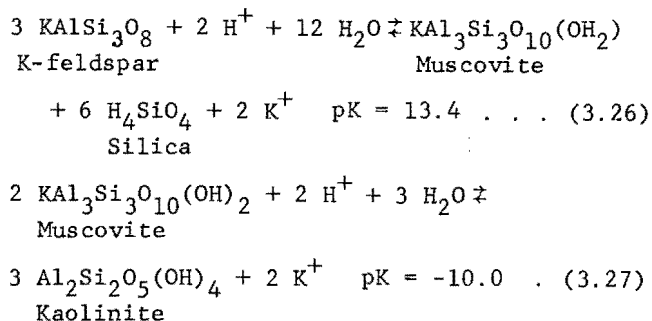 3 KAlSi₃O₈ + 2 H⁺ + 12 H₂O ⇄ KAl₃Si₃O₁₀(OH₂)
K-feldspar Muscovite
+ 6 H₄SiO₄ + 2 K⁺ pK = 13.4 . . . (3.26)
Silica
2 KAl₃Si₃O₁₀(OH)₂ + 2 H⁺ + 3 H₂O ⇄
Muscovite
3 Al₂Si₂O₅(OH)₄ + 2 K⁺ pK = -10.0 . (3.27)
Kaolinite